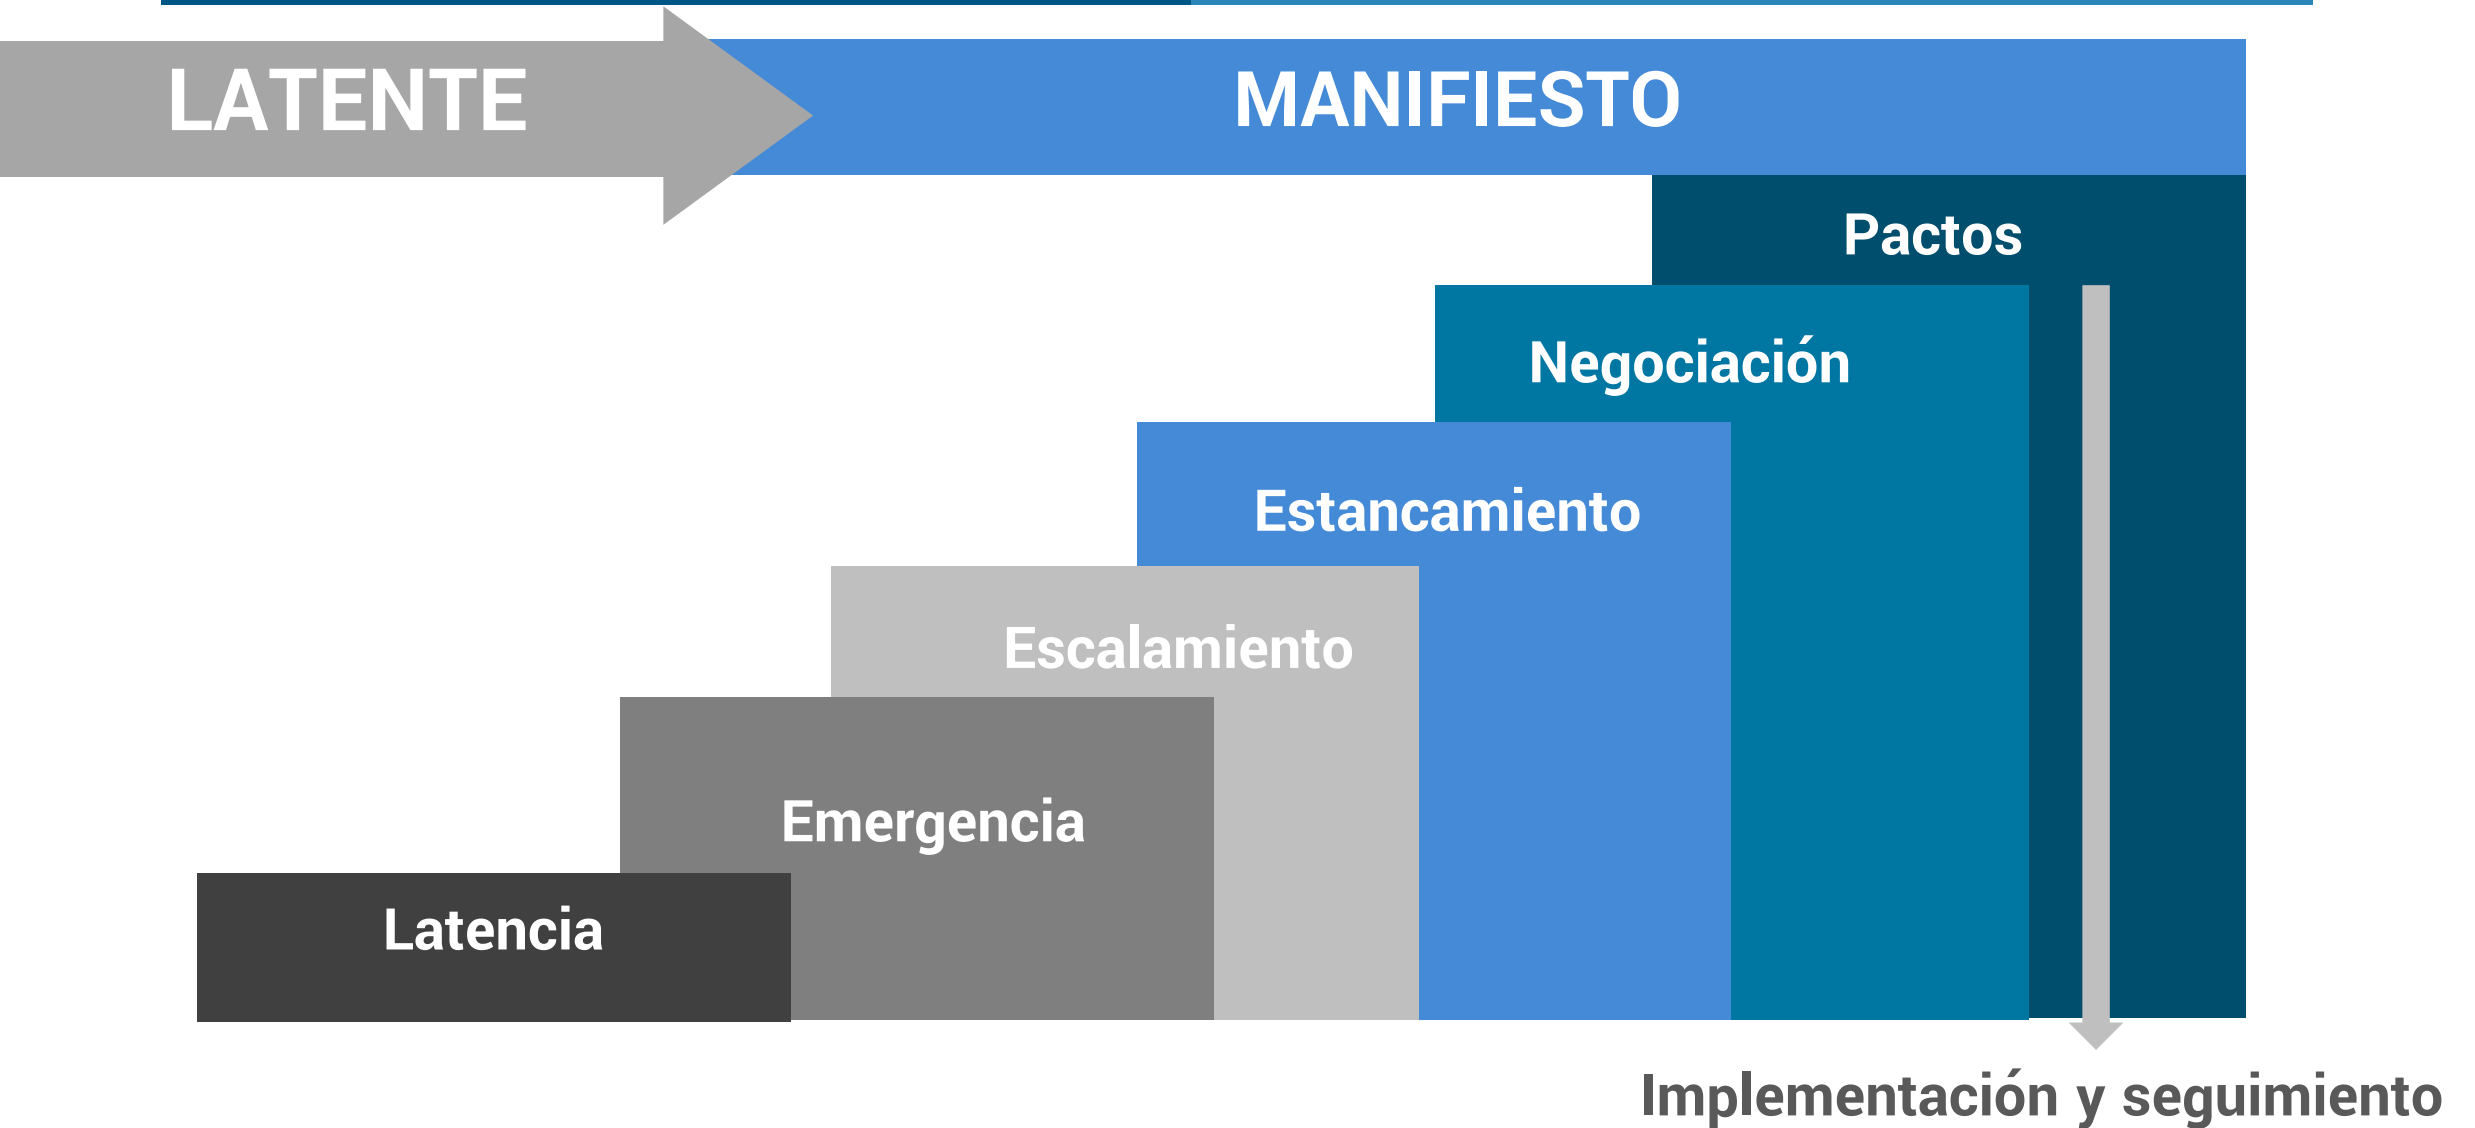 LATENTE
MANIFIESTO
Pactos
Negociación
Estancamiento
Escalamiento
Emergencia
Latencia
Implementación y seguimiento